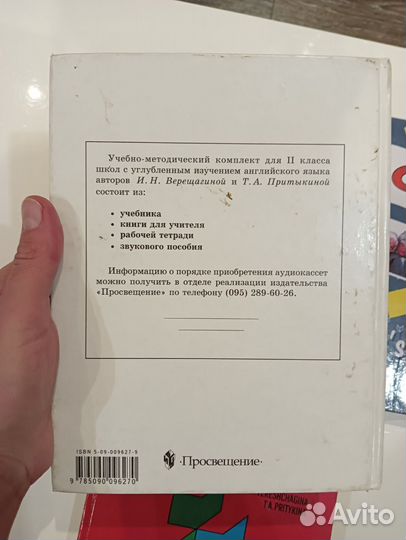 Учебно-методический комплект для II класса
школ с углубленным изучением английского языка
авторов И. Н. Верещагиной и Т. А. Притыкиной
состоит из:
• учебника
• книги для учителя
• рабочей тетради
• звукового пособия
Информацию о порядке приобретения аудиокассет
можно получить в отделе реализации издательства
«Просвещение» по телефону (095) 289-60-26.
ISBN 5-09-009627-9
9 785090 096270
·Просвещение·
T.A.PRITYKINA
Avito